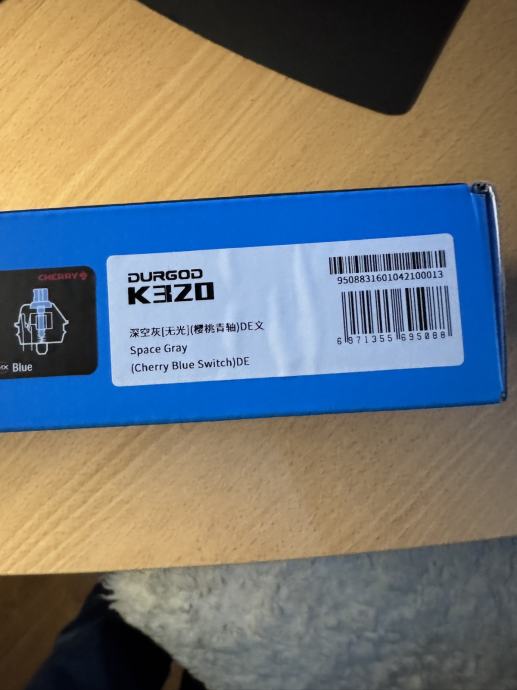 CHERRY
MX Blue
DURGOD
K320
深空灰[无光](樱桃青轴)DE文
Space Gray
(Cherry Blue Switch)DE
9508831601042100013
6 871355 695088